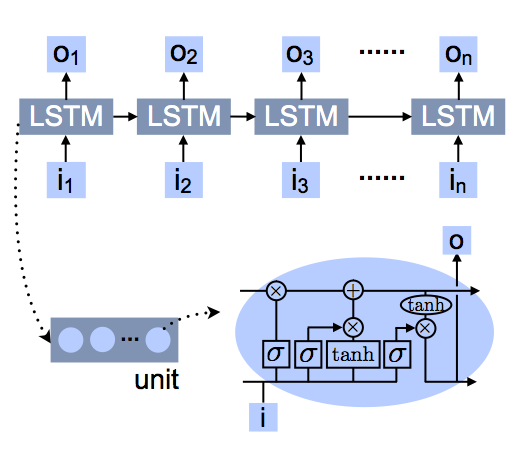 o₁ o₂ o₃ ...... oₙ
LSTM LSTM LSTM LSTM
i₁ i₂ i₃ ...... iₙ
o
× + tanh
× ×
σ σ tanh σ
...
unit
i